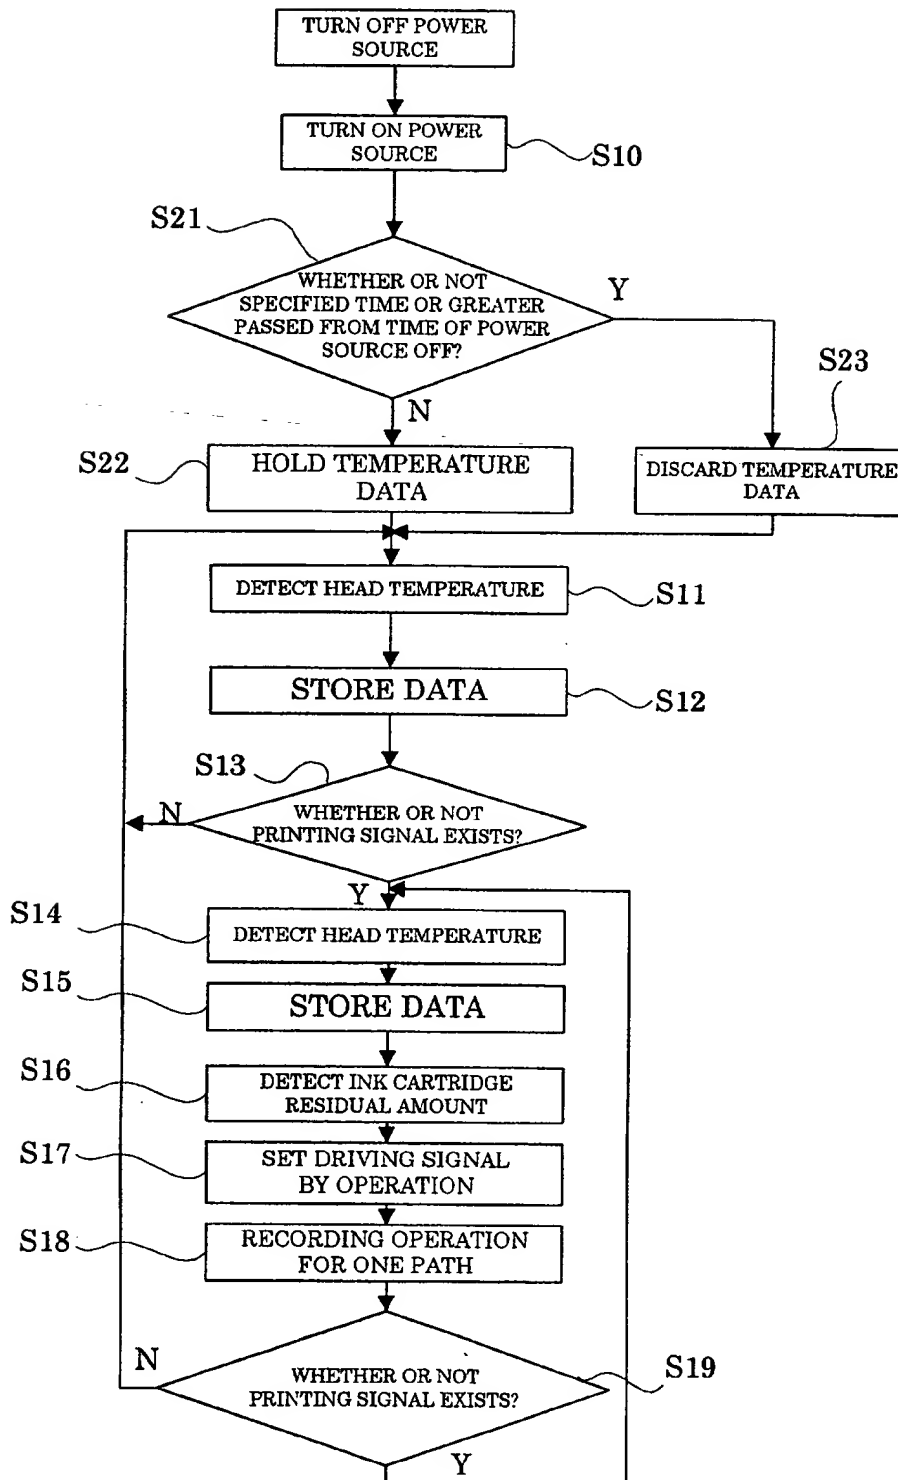 TURN OFF POWER
SOURCE
TURN ON POWER
SOURCE
S10
S21
WHETHER OR NOT
SPECIFIED TIME OR GREATER
PASSED FROM TIME OF POWER
SOURCE OFF?
Y
N
S23
S22
HOLD TEMPERATURE
DATA
DISCARD TEMPERATURE
DATA
DETECT HEAD TEMPERATURE
S11
STORE DATA
S12
S13
WHETHER OR NOT
PRINTING SIGNAL EXISTS?
N
Y
S14
DETECT HEAD TEMPERATURE
S15
STORE DATA
S16
DETECT INK CARTRIDGE
RESIDUAL AMOUNT
S17
SET DRIVING SIGNAL
BY OPERATION
S18
RECORDING OPERATION
FOR ONE PATH
N
WHETHER OR NOT
PRINTING SIGNAL EXISTS?
S19
Y